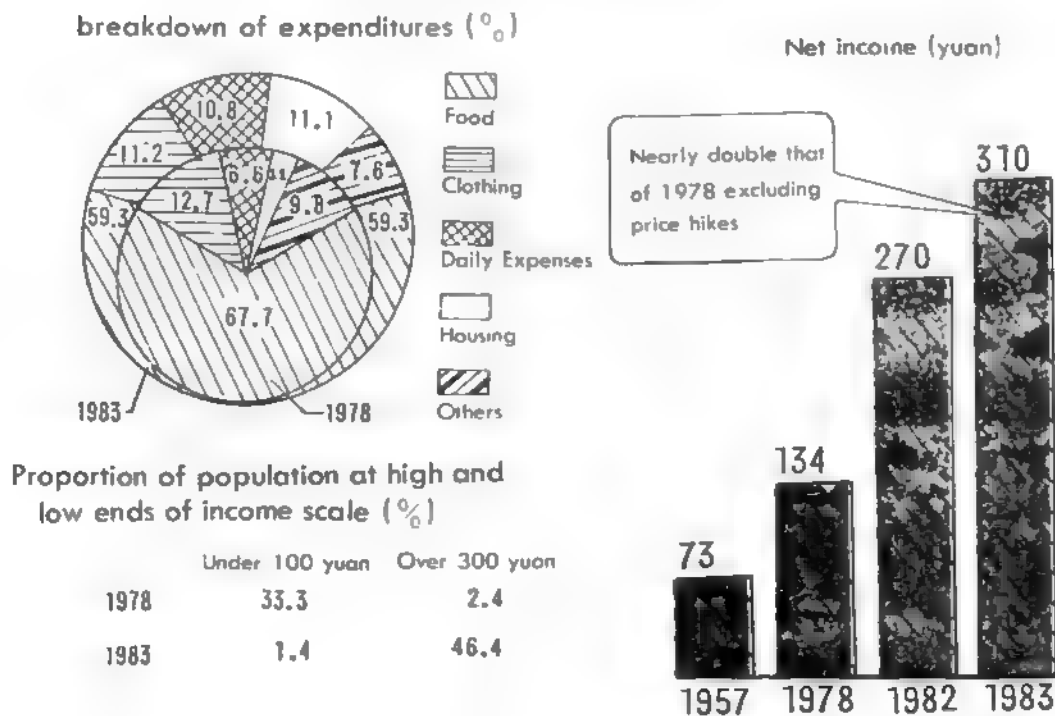 breakdown of expenditures (%)
10.8
11.1
11.2
7.6
6.6
12.7
9.8
59.3
59.3
67.7
1983
1978
Food
Clothing
Daily Expenses
Housing
Others
Proportion of population at high and
low ends of income scale (%)
Under 100 yuan Over 300 yuan
1978 33.3 2.4
1983 1.4 46.4
Net income (yuan)
Nearly double that
of 1978 excluding
price hikes
73
134
270
310
1957 1978 1982 1983